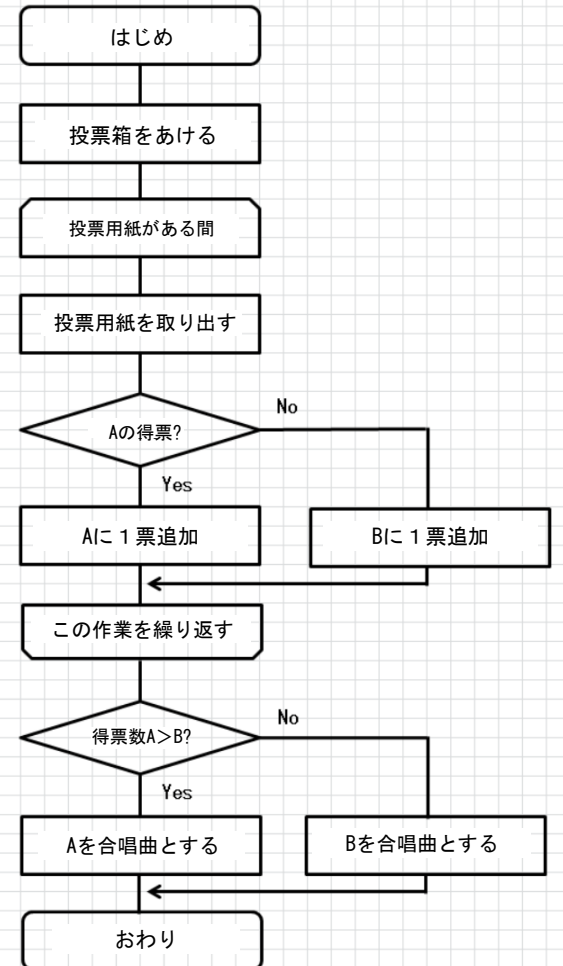 はじめ
投票箱をあける
投票用紙がある間
投票用紙を取り出す
Aの得票?
No
Yes
Aに１票追加
Bに１票追加
この作業を繰り返す
得票数A＞B?
No
Yes
Aを合唱曲とする
Bを合唱曲とする
おわり